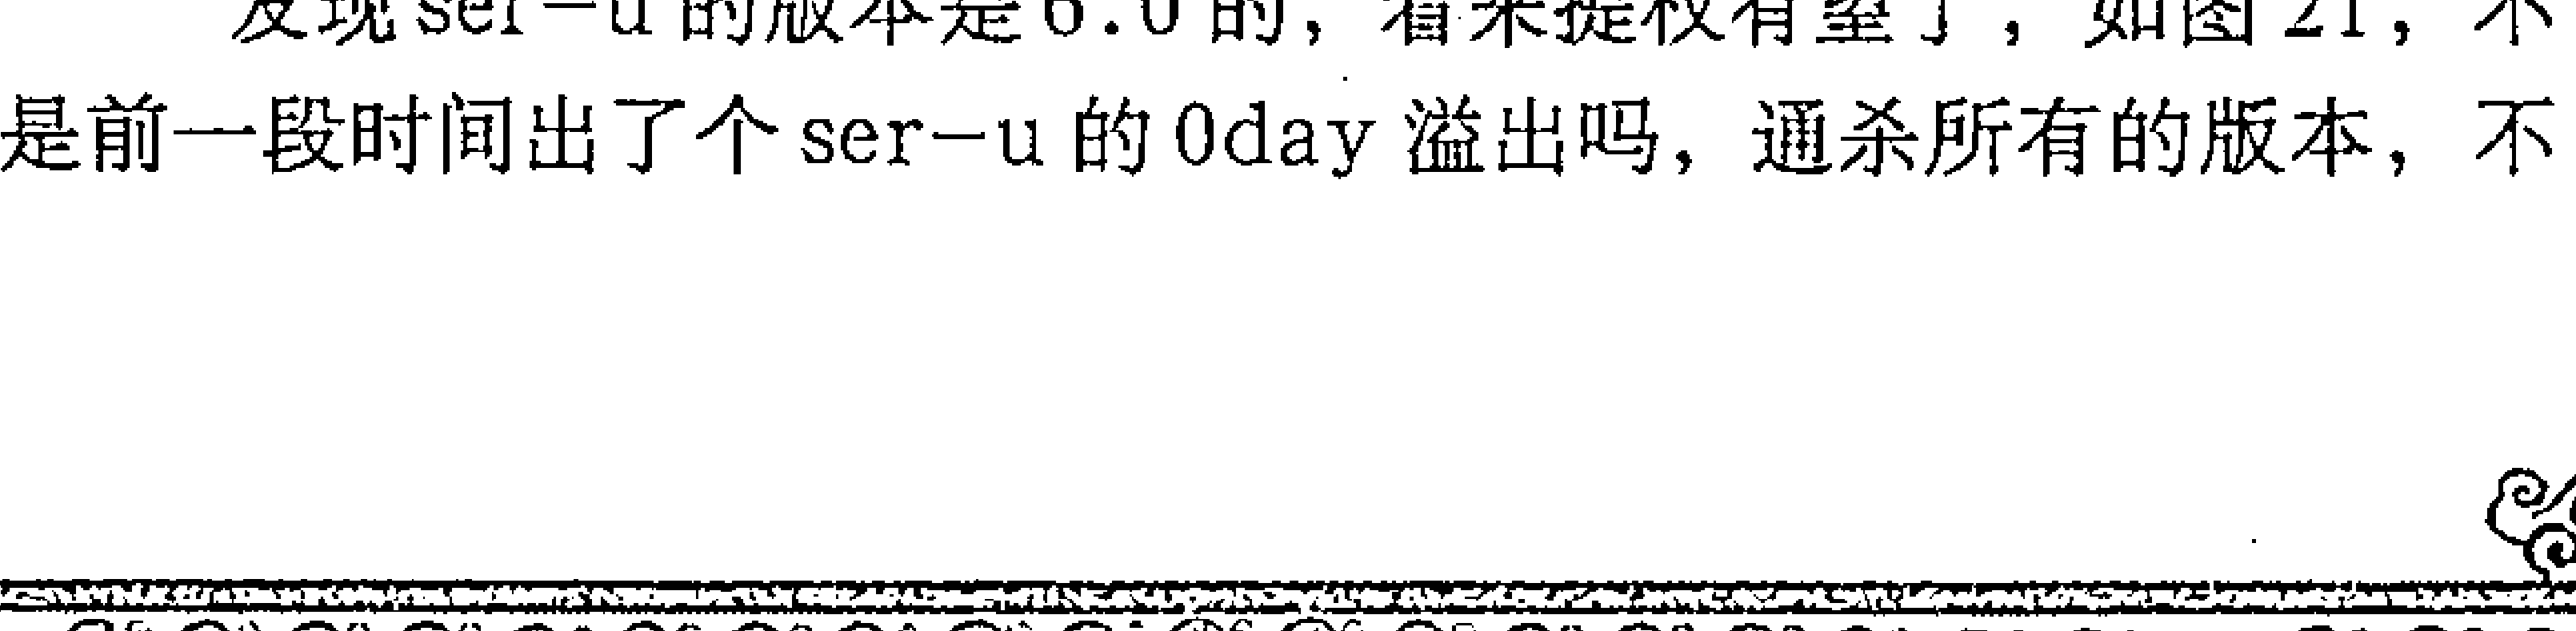 发现ser-u的版本是6.0的，看来提权有望了，如图21，不
是前一段时间出了个ser-u的0day溢出吗，通杀所有的版本，不